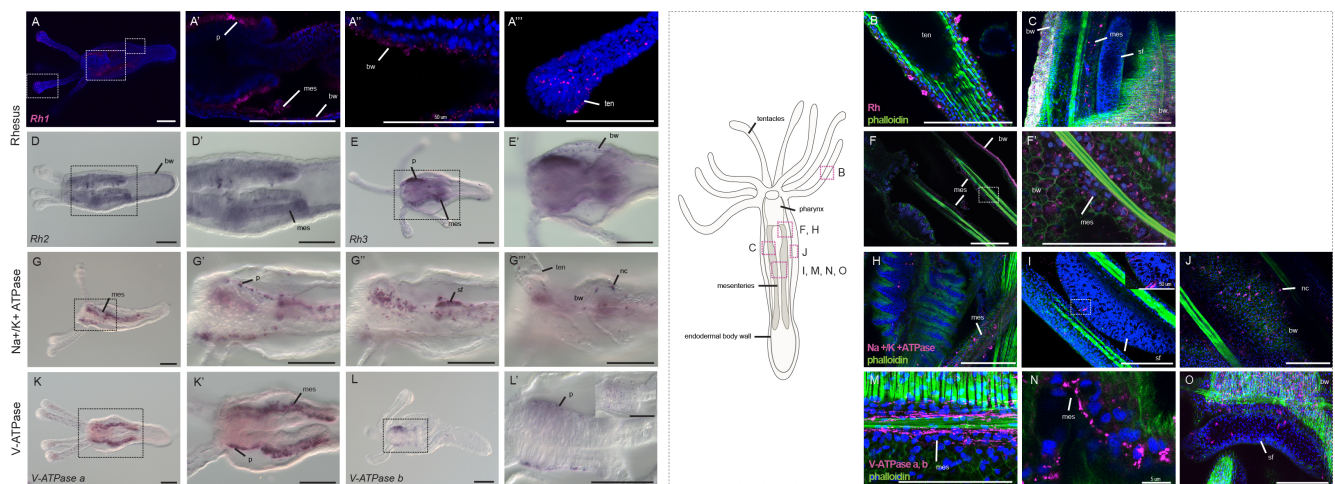 A
Rh1
A'
p
mes
bw
A''
bw
50 um
A'''
ten
Rhesus
D
bw
Rh2
D'
mes
E
p
mes
Rh3
E'
bw
Na+/K+ ATPase
G
mes
G'
p
G''
sf
G'''
ten
nc
bw
V-ATPase
K
V-ATPase a
K'
mes
p
L
V-ATPase b
L'
p
tentacles
B
pharynx
F, H
C
J
I, M, N, O
mesenteries
endodermal body wall
B
ten
Rh
phalloidin
C
bw
mes
sf
bw
F
mes
F'
bw
mes
H
mes
Na +/K +ATPase
phalloidin
I
50 um
sf
J
nc
bw
M
mes
V-ATPase a, b
phalloidin
N
mes
5 um
O
bw
sf